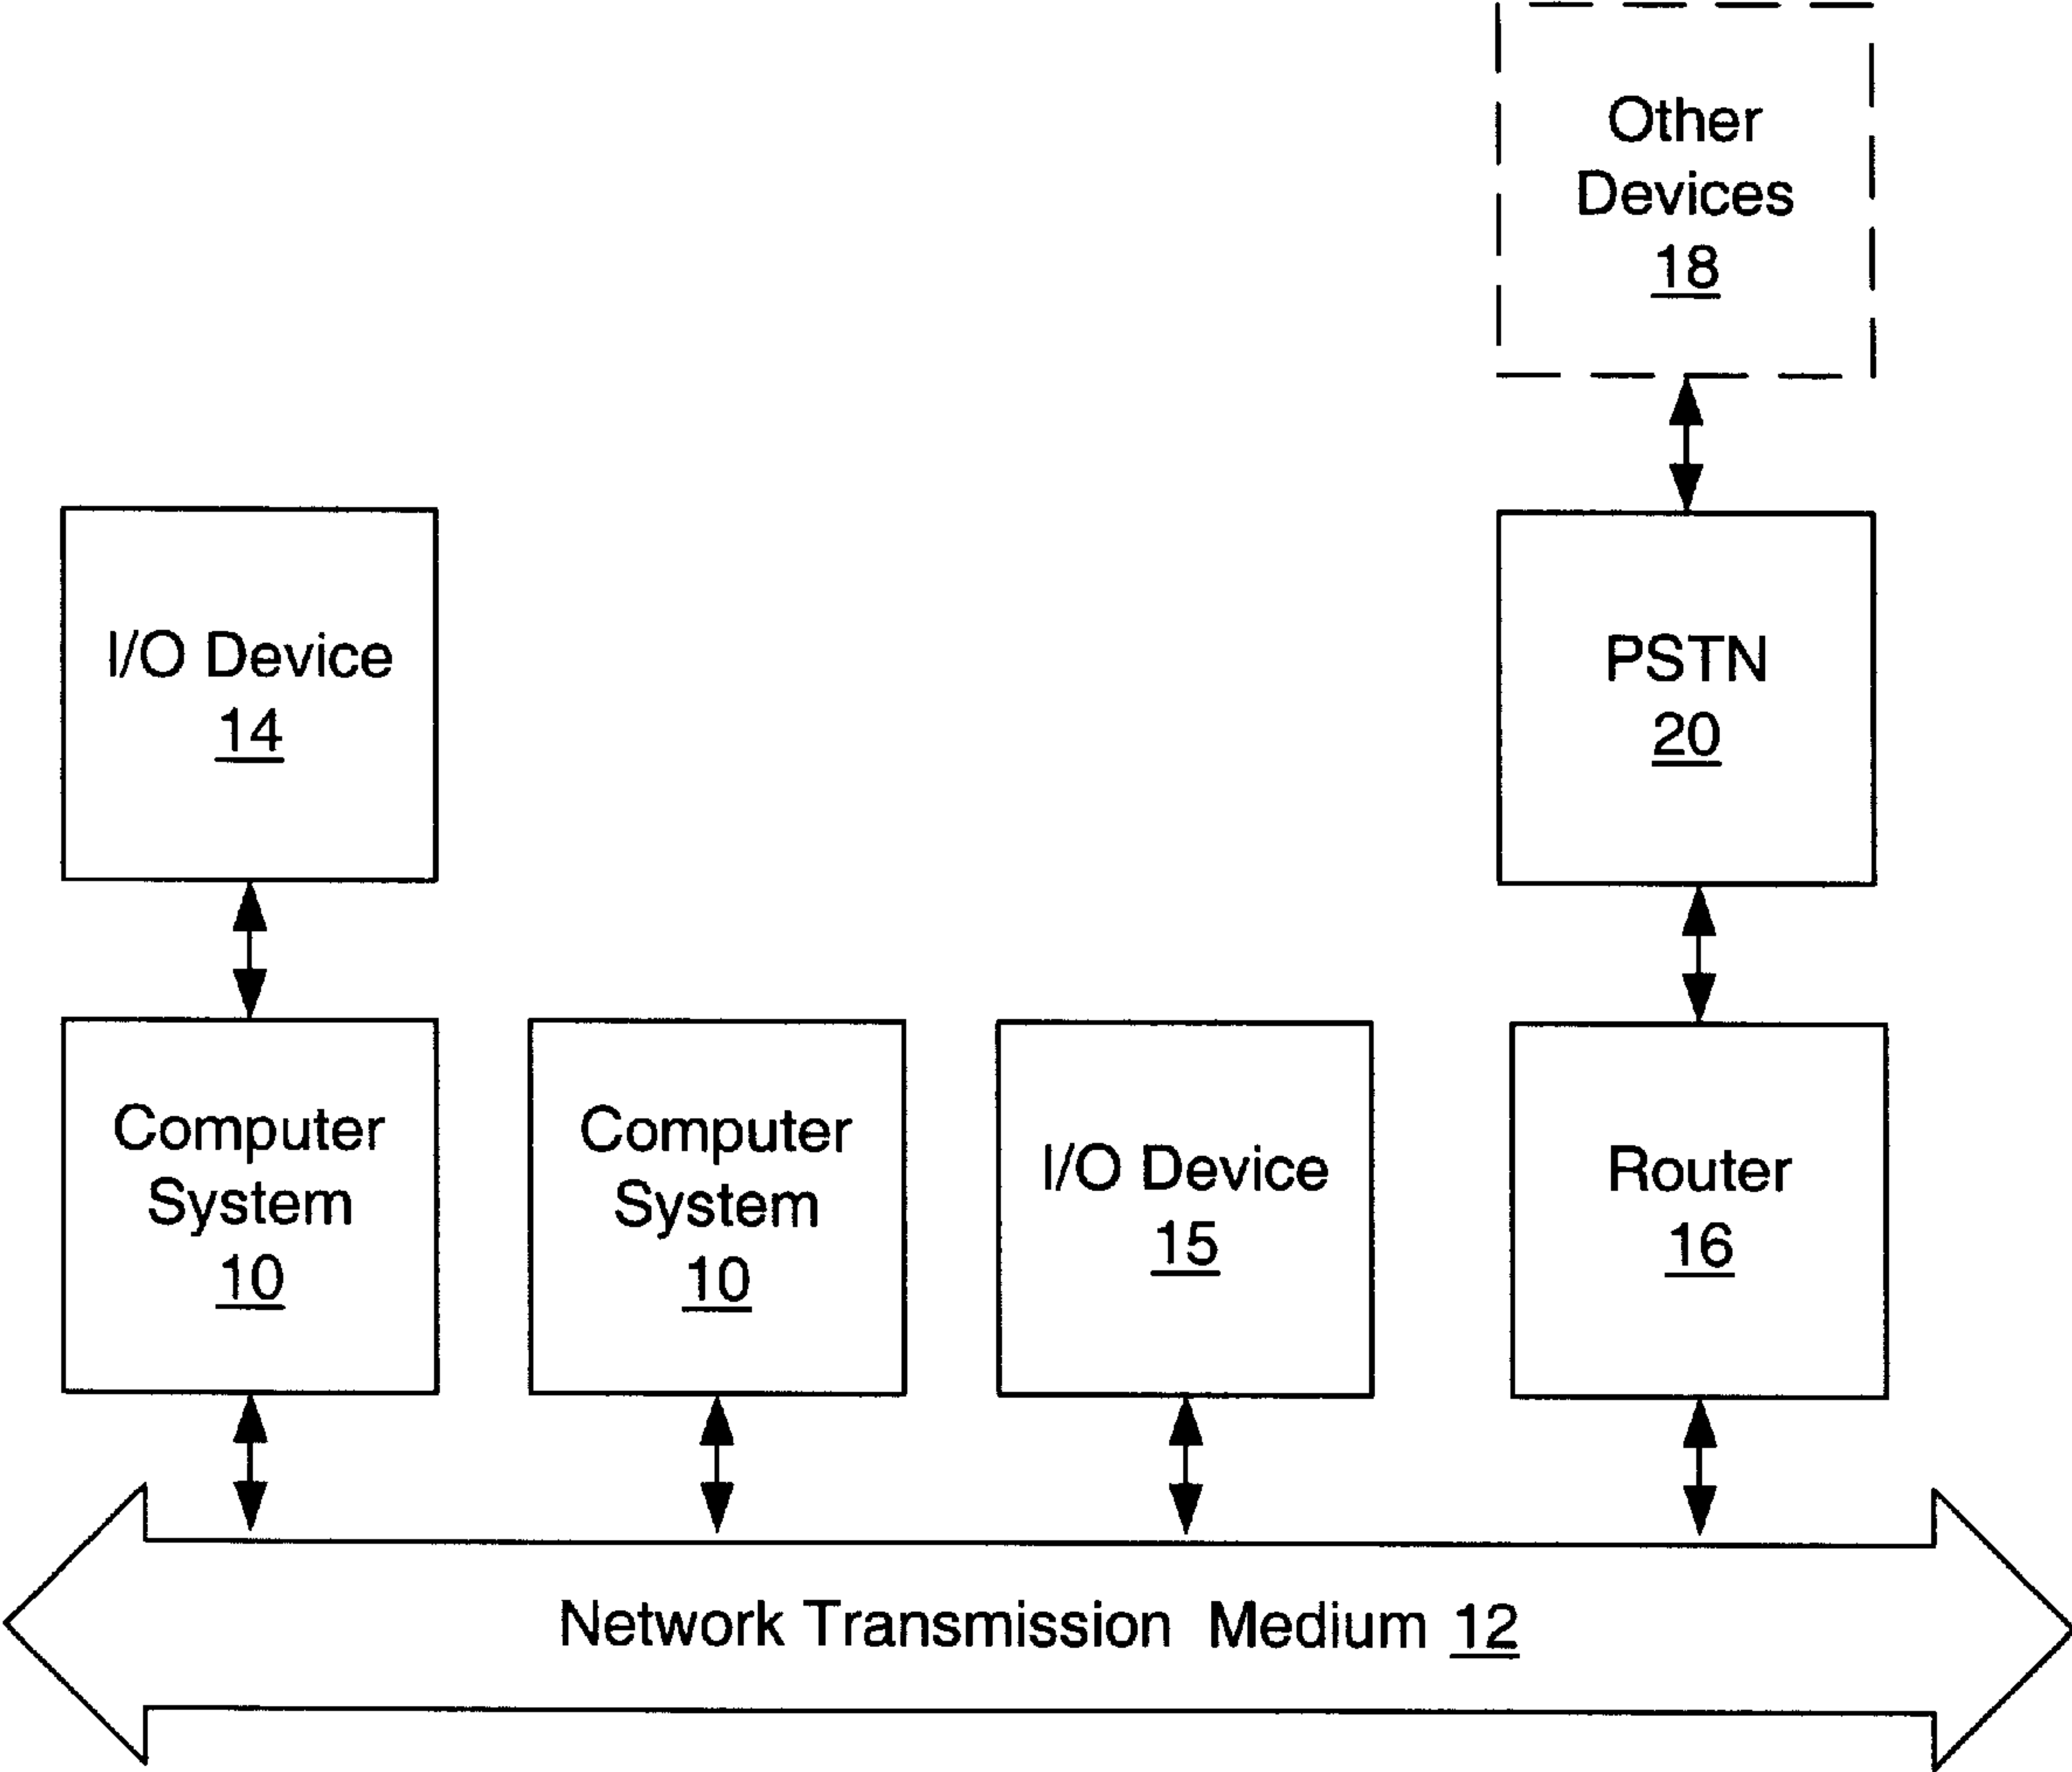 Other
Devices
18
I/O Device
14
PSTN
20
Computer
System
10
Computer
System
10
I/O Device
15
Router
16
Network Transmission Medium 12